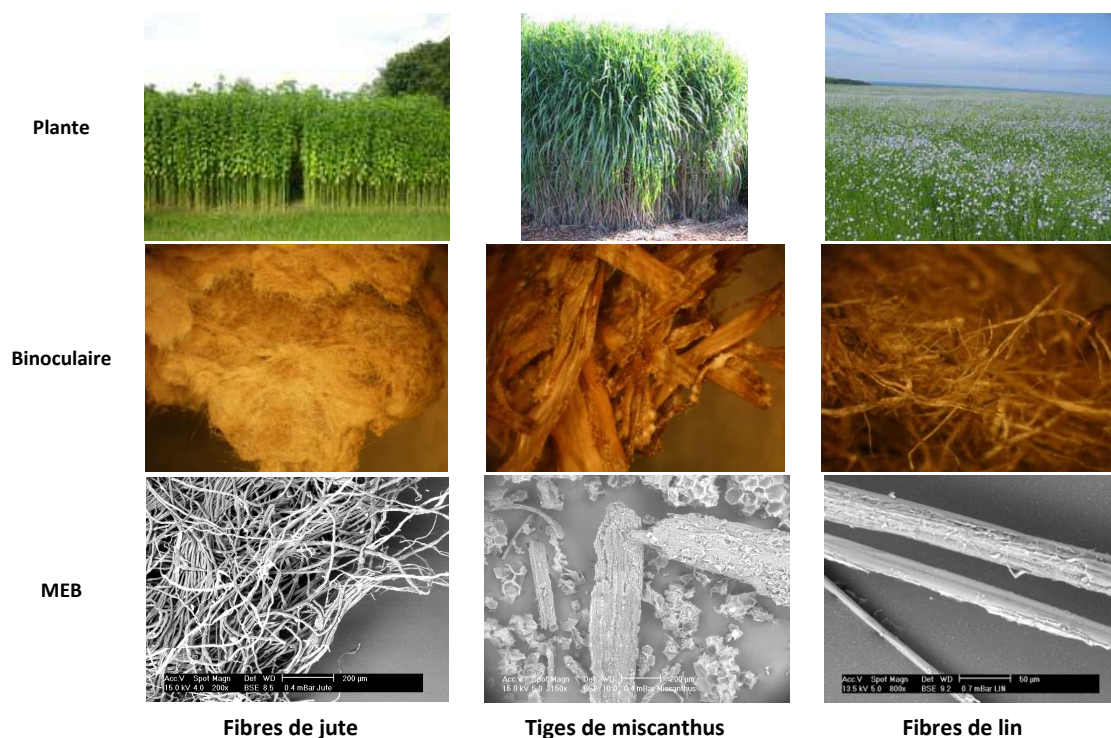 Plante
Binoculaire
MEB
Acc.V Spot Magn Det WD 200 µm
15.0 kV 4.0 200x BSE 8.5 0.4 mBar Jute
Acc.V Spot Magn Det WD 200 µm
15.0 kV 5.0 150x BSE 10.0 0.4 mBar Miscanthus
Acc.V Spot Magn Det WD 50 µm
13.5 kV 5.0 800x BSE 9.2 0.7 mBar LIN
Fibres de jute
Tiges de miscanthus
Fibres de lin